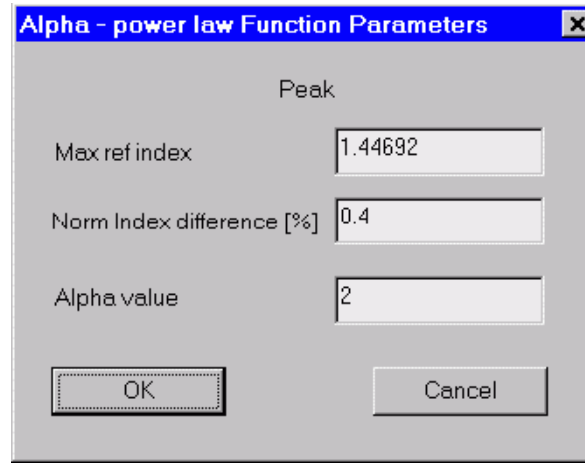 Alpha - power law Function Parameters
Peak
Max ref index
1.44692
Norm Index difference [%]
0.4
Alpha value
2
OK
Cancel